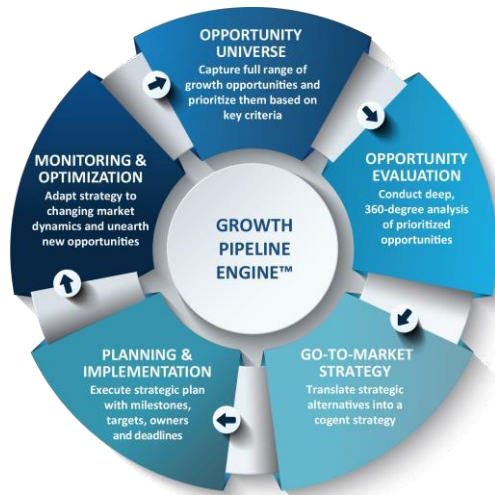 OPPORTUNITY
UNIVERSE
Capture full range of
growth opportunities and
prioritize them based on
key criteria
OPPORTUNITY
EVALUATION
Conduct deep,
360-degree analysis
of prioritized
opportunities
GO-TO-MARKET
STRATEGY
Translate strategic
alternatives into a
cogent strategy
PLANNING &
IMPLEMENTATION
Execute strategic plan
with milestones,
targets, owners
and deadlines
MONITORING &
OPTIMIZATION
Adapt strategy to
changing market
dynamics and unearth
new opportunities
GROWTH
PIPELINE
ENGINE™